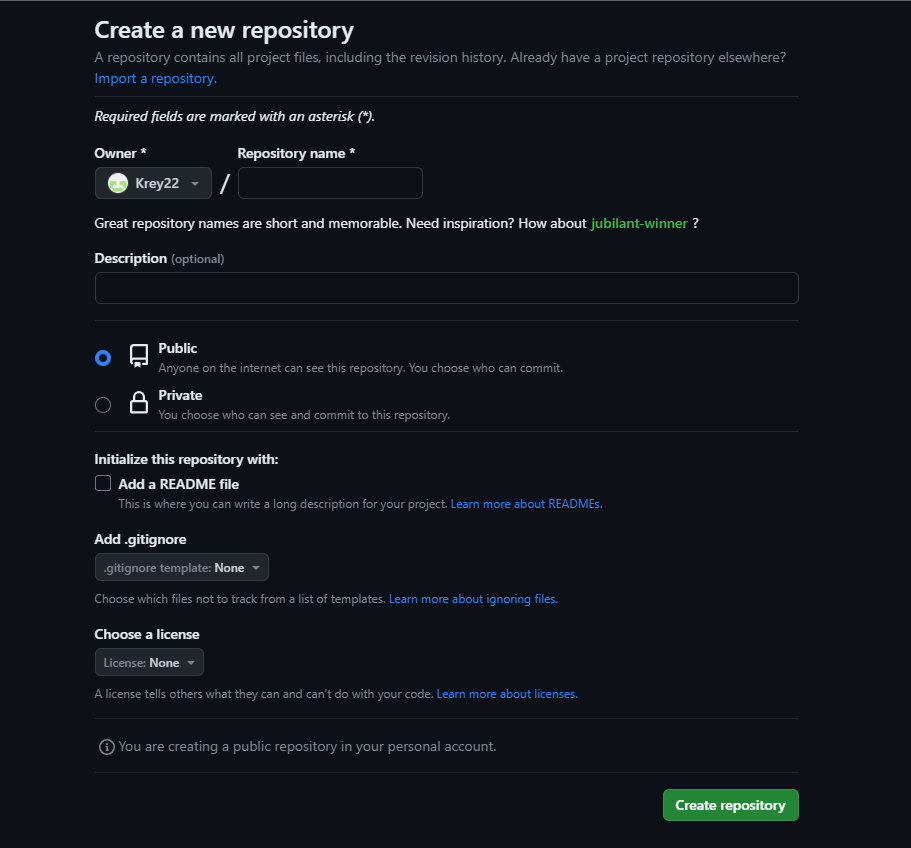 Create a new repository
A repository contains all project files, including the revision history. Already have a project repository elsewhere?
Import a repository.
Required fields are marked with an asterisk (*).
Owner * Repository name *
Krey22 /
Great repository names are short and memorable. Need inspiration? How about jubilant-winner ?
Description (optional)
Public
Anyone on the internet can see this repository. You choose who can commit.
Private
You choose who can see and commit to this repository.
Initialize this repository with:
Add a README file
This is where you can write a long description for your project. Learn more about READMEs.
Add .gitignore
.gitignore template: None
Choose which files not to track from a list of templates. Learn more about ignoring files.
Choose a license
License: None
A license tells others what they can and can't do with your code. Learn more about licenses.
You are creating a public repository in your personal account.
Create repository